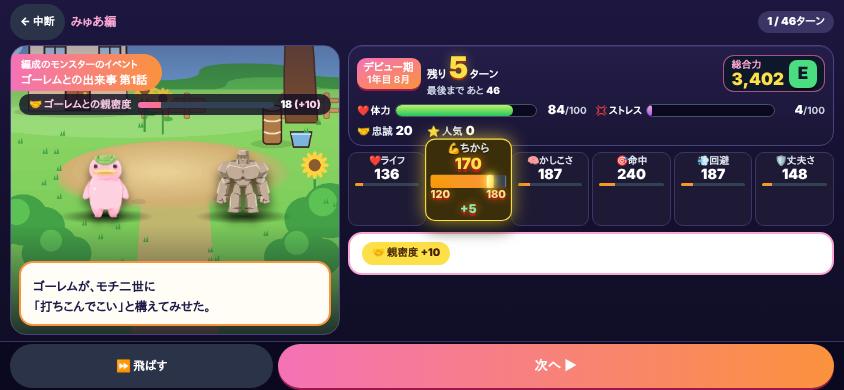 ← 中断
みゅあ編
1 / 46ターン
編成のモンスターのイベント
ゴーレムとの出来事 第1話
ゴーレムとの親密度
18 (+10)
ゴーレムが、モチ二世に
「打ちこんでこい」と構えてみせた。
デビュー期
1年目 8月
残り 5 ターン
最後まで あと 46
総合力
3,402
E
体力
84/100
ストレス
4/100
忠誠 20
人気 0
ライフ
136
ちから
170
120
180
+5
かしこさ
187
命中
240
回避
187
丈夫さ
148
親密度 +10
飛ばす
次へ ▶